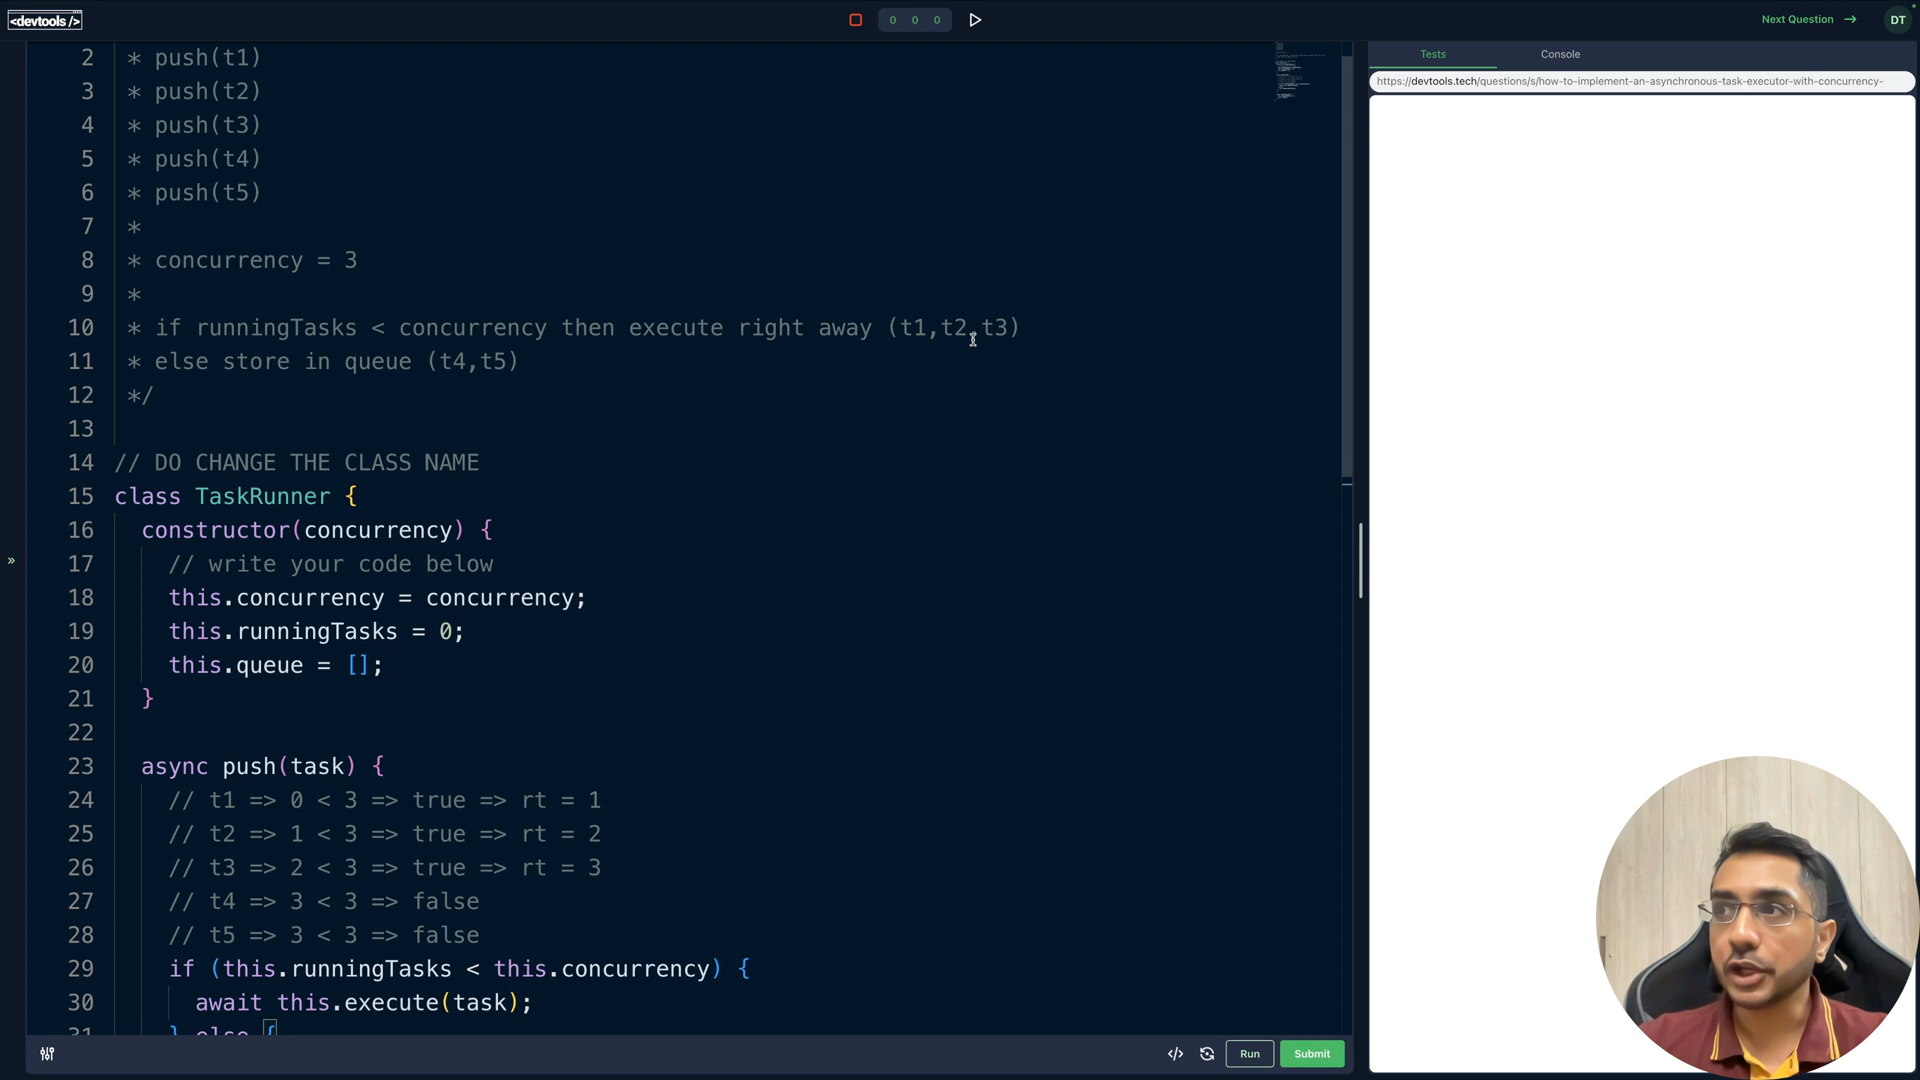 <devtools />
0 0 0
Next Question →
DT
2 * push(t1)
3 * push(t2)
4 * push(t3)
5 * push(t4)
6 * push(t5)
7 *
8 * concurrency = 3
9 *
10 * if runningTasks < concurrency then execute right away (t1,t2,t3)
11 * else store in queue (t4,t5)
12 */
13
14 // DO CHANGE THE CLASS NAME
15 class TaskRunner {
16 constructor(concurrency) {
17 // write your code below
18 this.concurrency = concurrency;
19 this.runningTasks = 0;
20 this.queue = [];
21 }
22
23 async push(task) {
24 // t1 => 0 < 3 => true => rt = 1
25 // t2 => 1 < 3 => true => rt = 2
26 // t3 => 2 < 3 => true => rt = 3
27 // t4 => 3 < 3 => false
28 // t5 => 3 < 3 => false
29 if (this.runningTasks < this.concurrency) {
30 await this.execute(task);
31 } else {
»
</> Run Submit
Tests Console
https://devtools.tech/questions/s/how-to-implement-an-asynchronous-task-executor-with-concurrency-